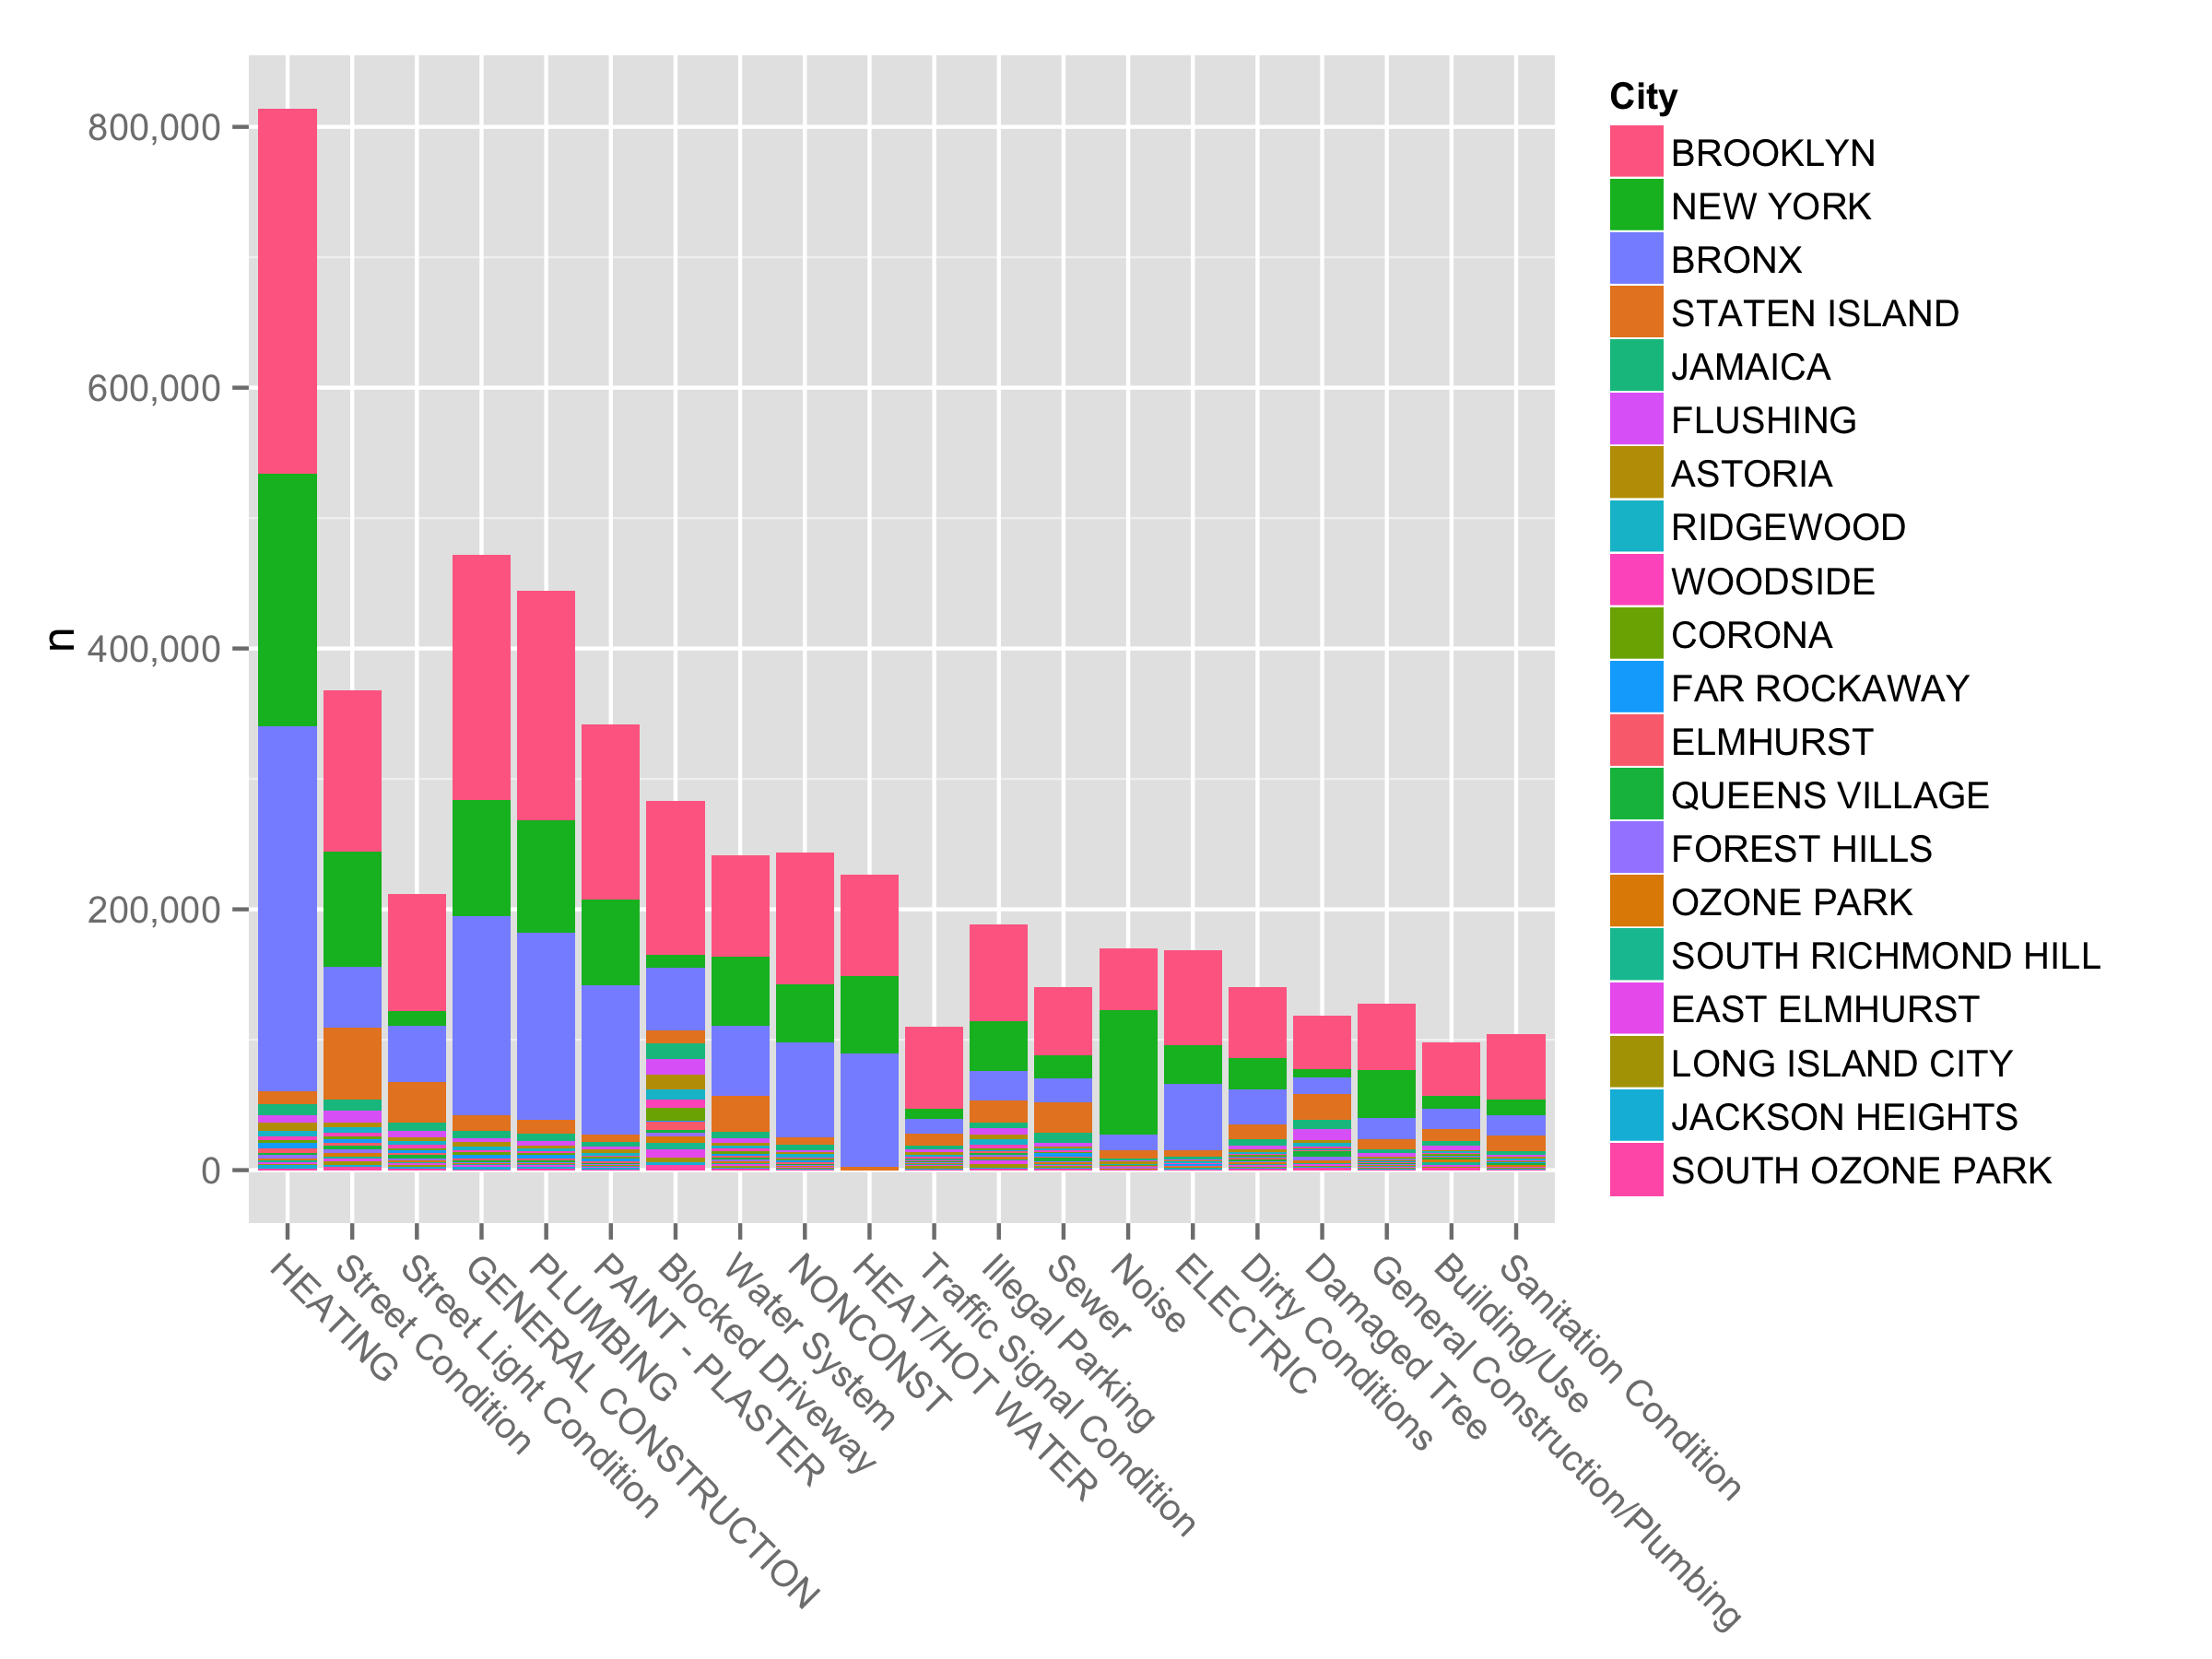 800,000
600,000
400,000
200,000
0
n
HEATING
Street Condition
Street Light Condition
GENERAL CONSTRUCTION
PLUMBING
PAINT - PLASTER
Blocked Driveway
Water System
NONCONST
HEAT/HOT WATER
Traffic Signal Condition
Illegal Parking
Sewer
Noise
ELECTRIC
Dirty Conditions
Damaged Tree
General Construction/Plumbing
Building/Use
Sanitation Condition
City
BROOKLYN
NEW YORK
BRONX
STATEN ISLAND
JAMAICA
FLUSHING
ASTORIA
RIDGEWOOD
WOODSIDE
CORONA
FAR ROCKAWAY
ELMHURST
QUEENS VILLAGE
FOREST HILLS
OZONE PARK
SOUTH RICHMOND HILL
EAST ELMHURST
LONG ISLAND CITY
JACKSON HEIGHTS
SOUTH OZONE PARK